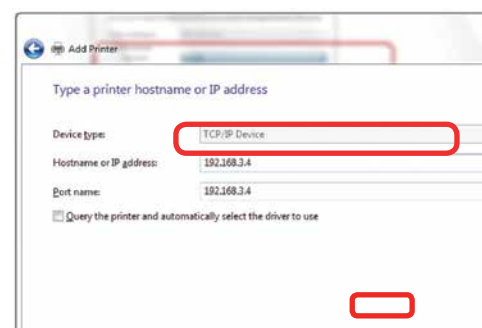 Add Printer
Type a printer hostname or IP address
Device type: TCP/IP Device
Hostname or IP address: 192.168.3.4
Port name: 192.168.3.4
Query the printer and automatically select the driver to use